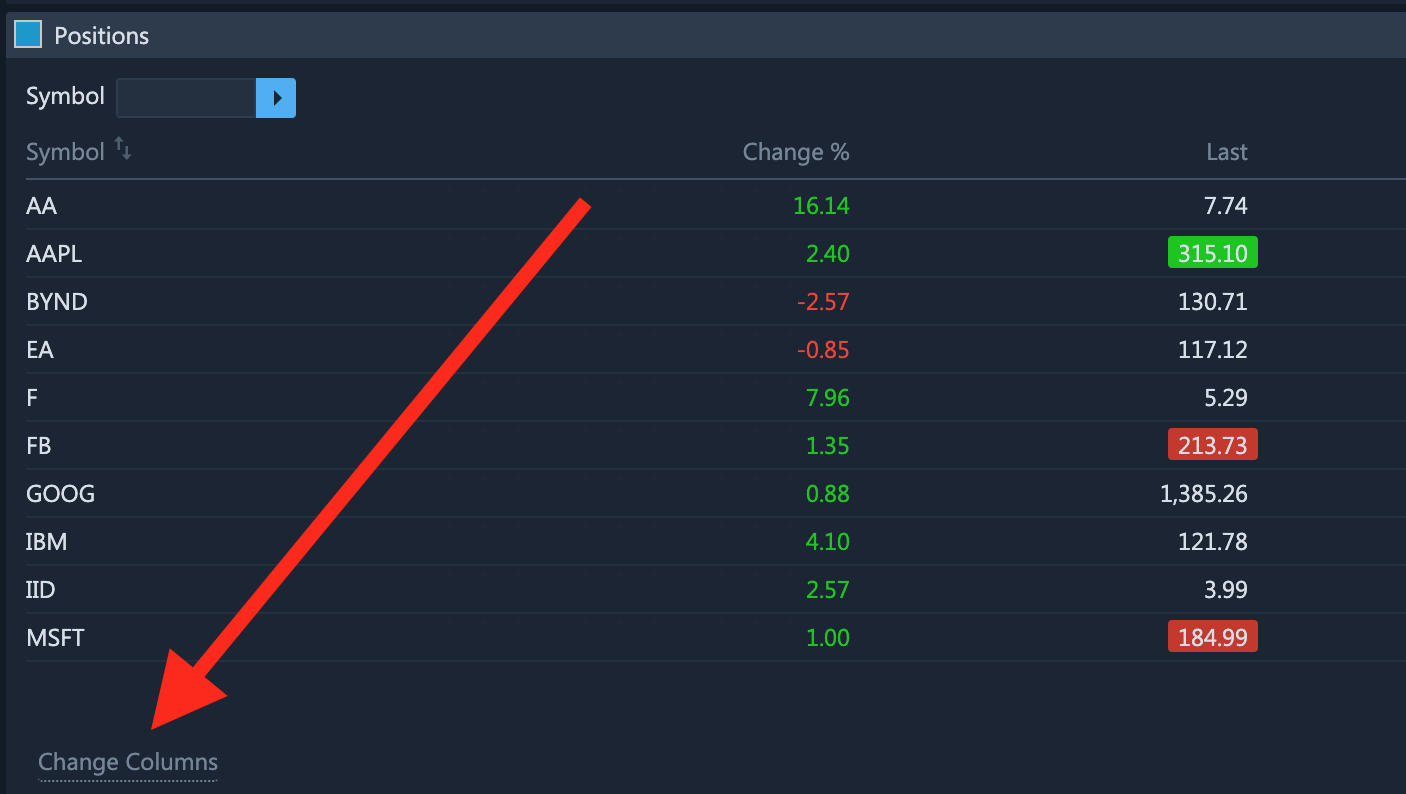 Positions
Symbol
Symbol Change % Last
AA 16.14 7.74
AAPL 2.40 315.10
BYND -2.57 130.71
EA -0.85 117.12
F 7.96 5.29
FB 1.35 213.73
GOOG 0.88 1,385.26
IBM 4.10 121.78
IID 2.57 3.99
MSFT 1.00 184.99
Change Columns